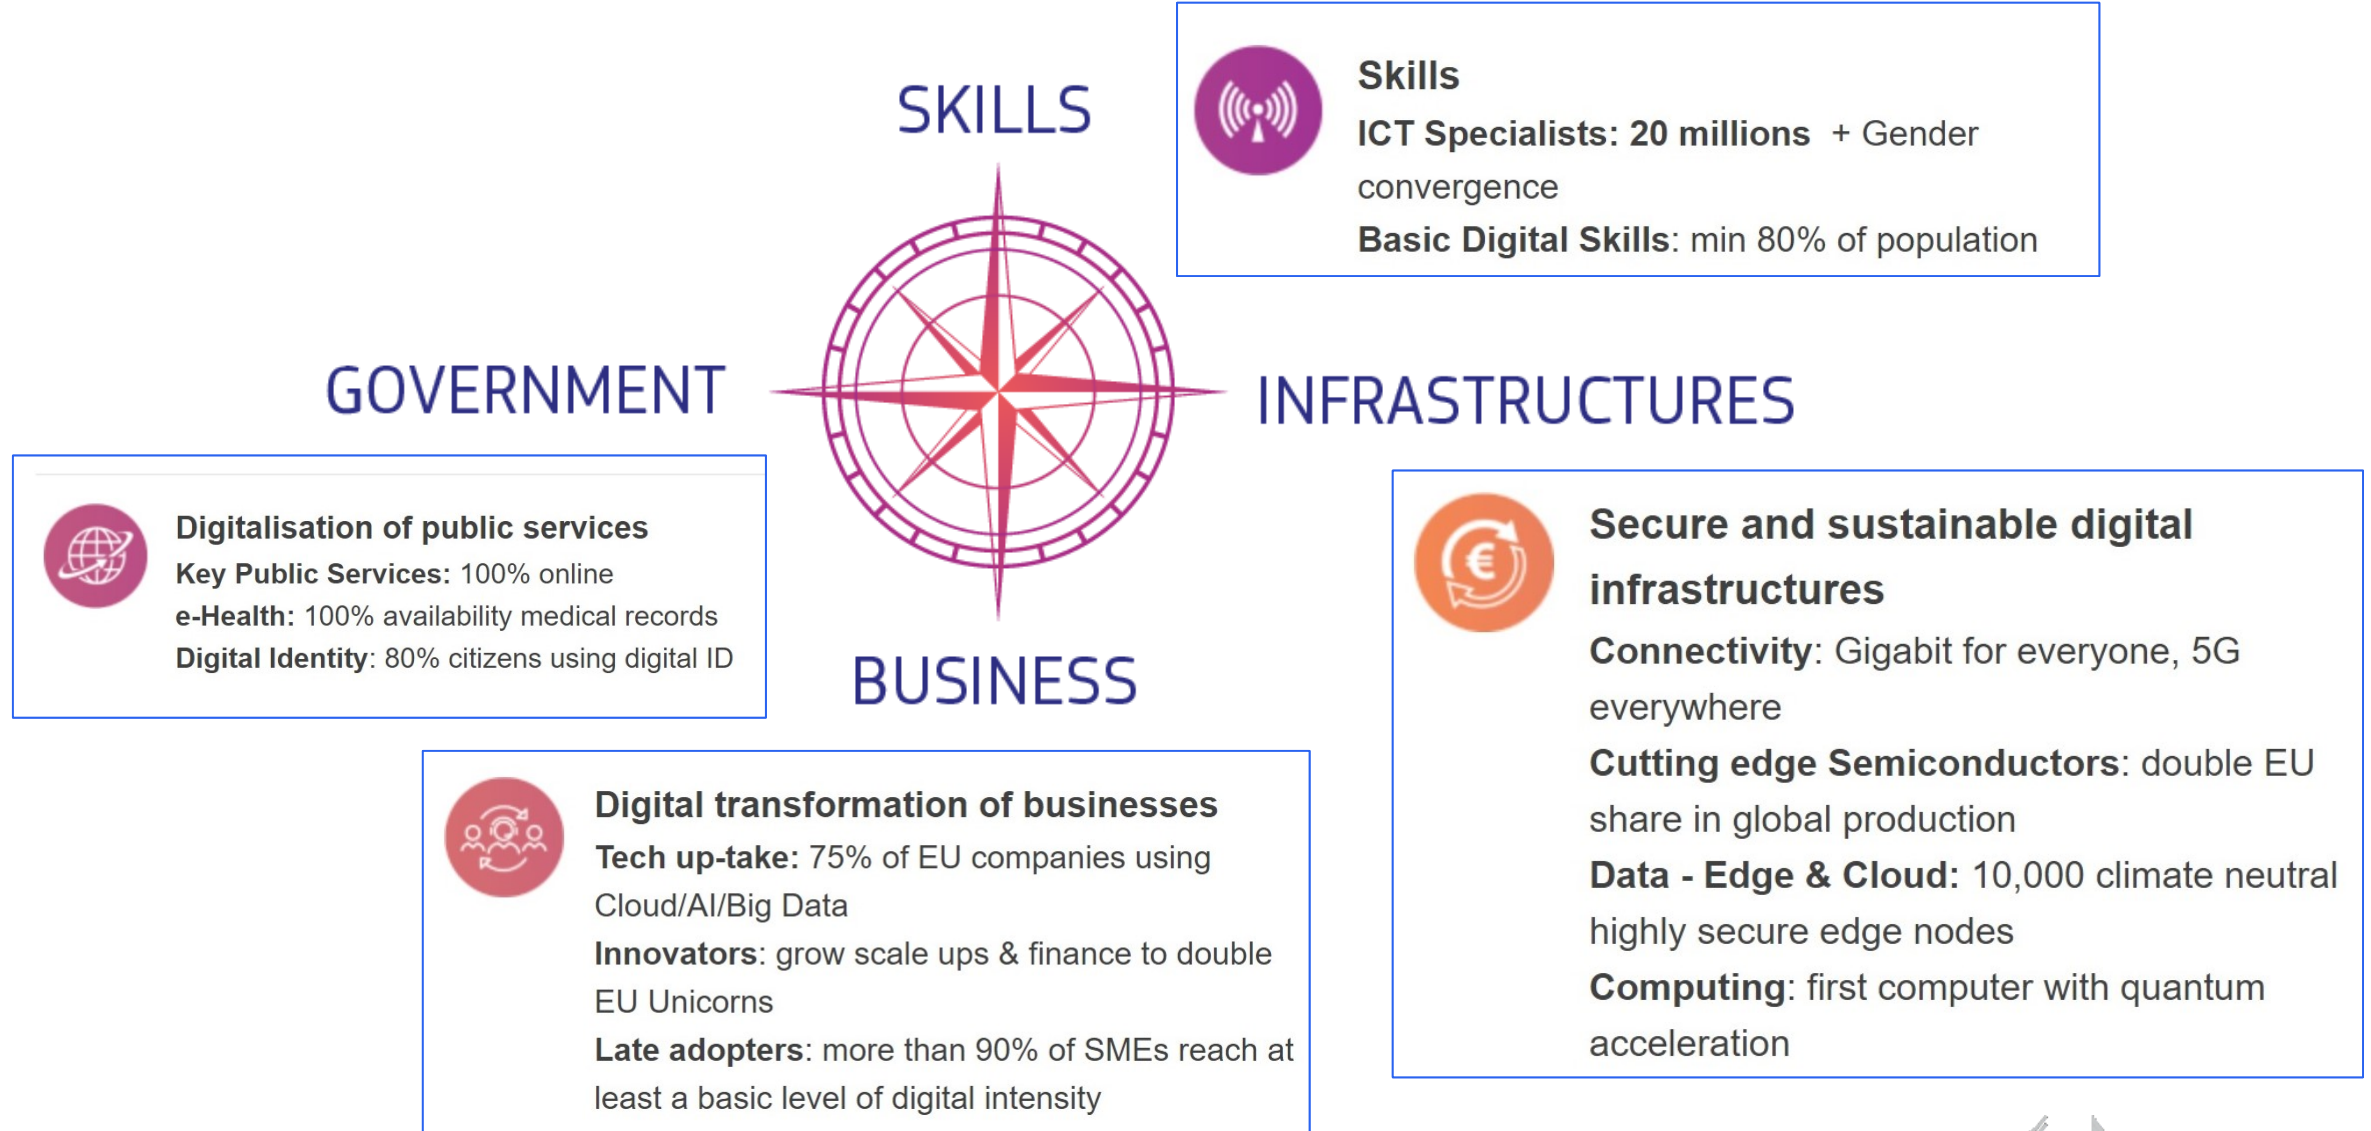 SKILLS
Skills
ICT Specialists: 20 millions + Gender
convergence
Basic Digital Skills: min 80% of population
GOVERNMENT
INFRASTRUCTURES
Digitalisation of public services
Key Public Services: 100% online
e-Health: 100% availability medical records
Digital Identity: 80% citizens using digital ID
BUSINESS
Digital transformation of businesses
Tech up-take: 75% of EU companies using
Cloud/AI/Big Data
Innovators: grow scale ups & finance to double
EU Unicorns
Late adopters: more than 90% of SMEs reach at
least a basic level of digital intensity
€
Secure and sustainable digital
infrastructures
Connectivity: Gigabit for everyone, 5G
everywhere
Cutting edge Semiconductors: double EU
share in global production
Data - Edge & Cloud: 10,000 climate neutral
highly secure edge nodes
Computing: first computer with quantum
acceleration